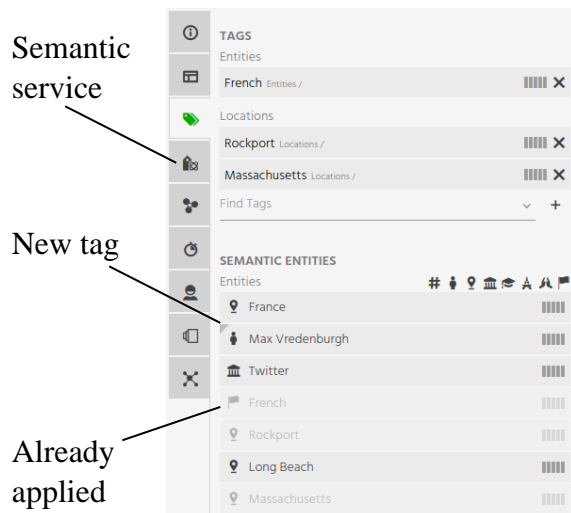 Semantic
service
New tag
Already
applied
TAGS
Entities
French Entities /
Locations
Rockport Locations /
Massachusetts Locations /
Find Tags
SEMANTIC ENTITIES
Entities
France
Max Vredenburgh
Twitter
French
Rockport
Long Beach
Massachusetts